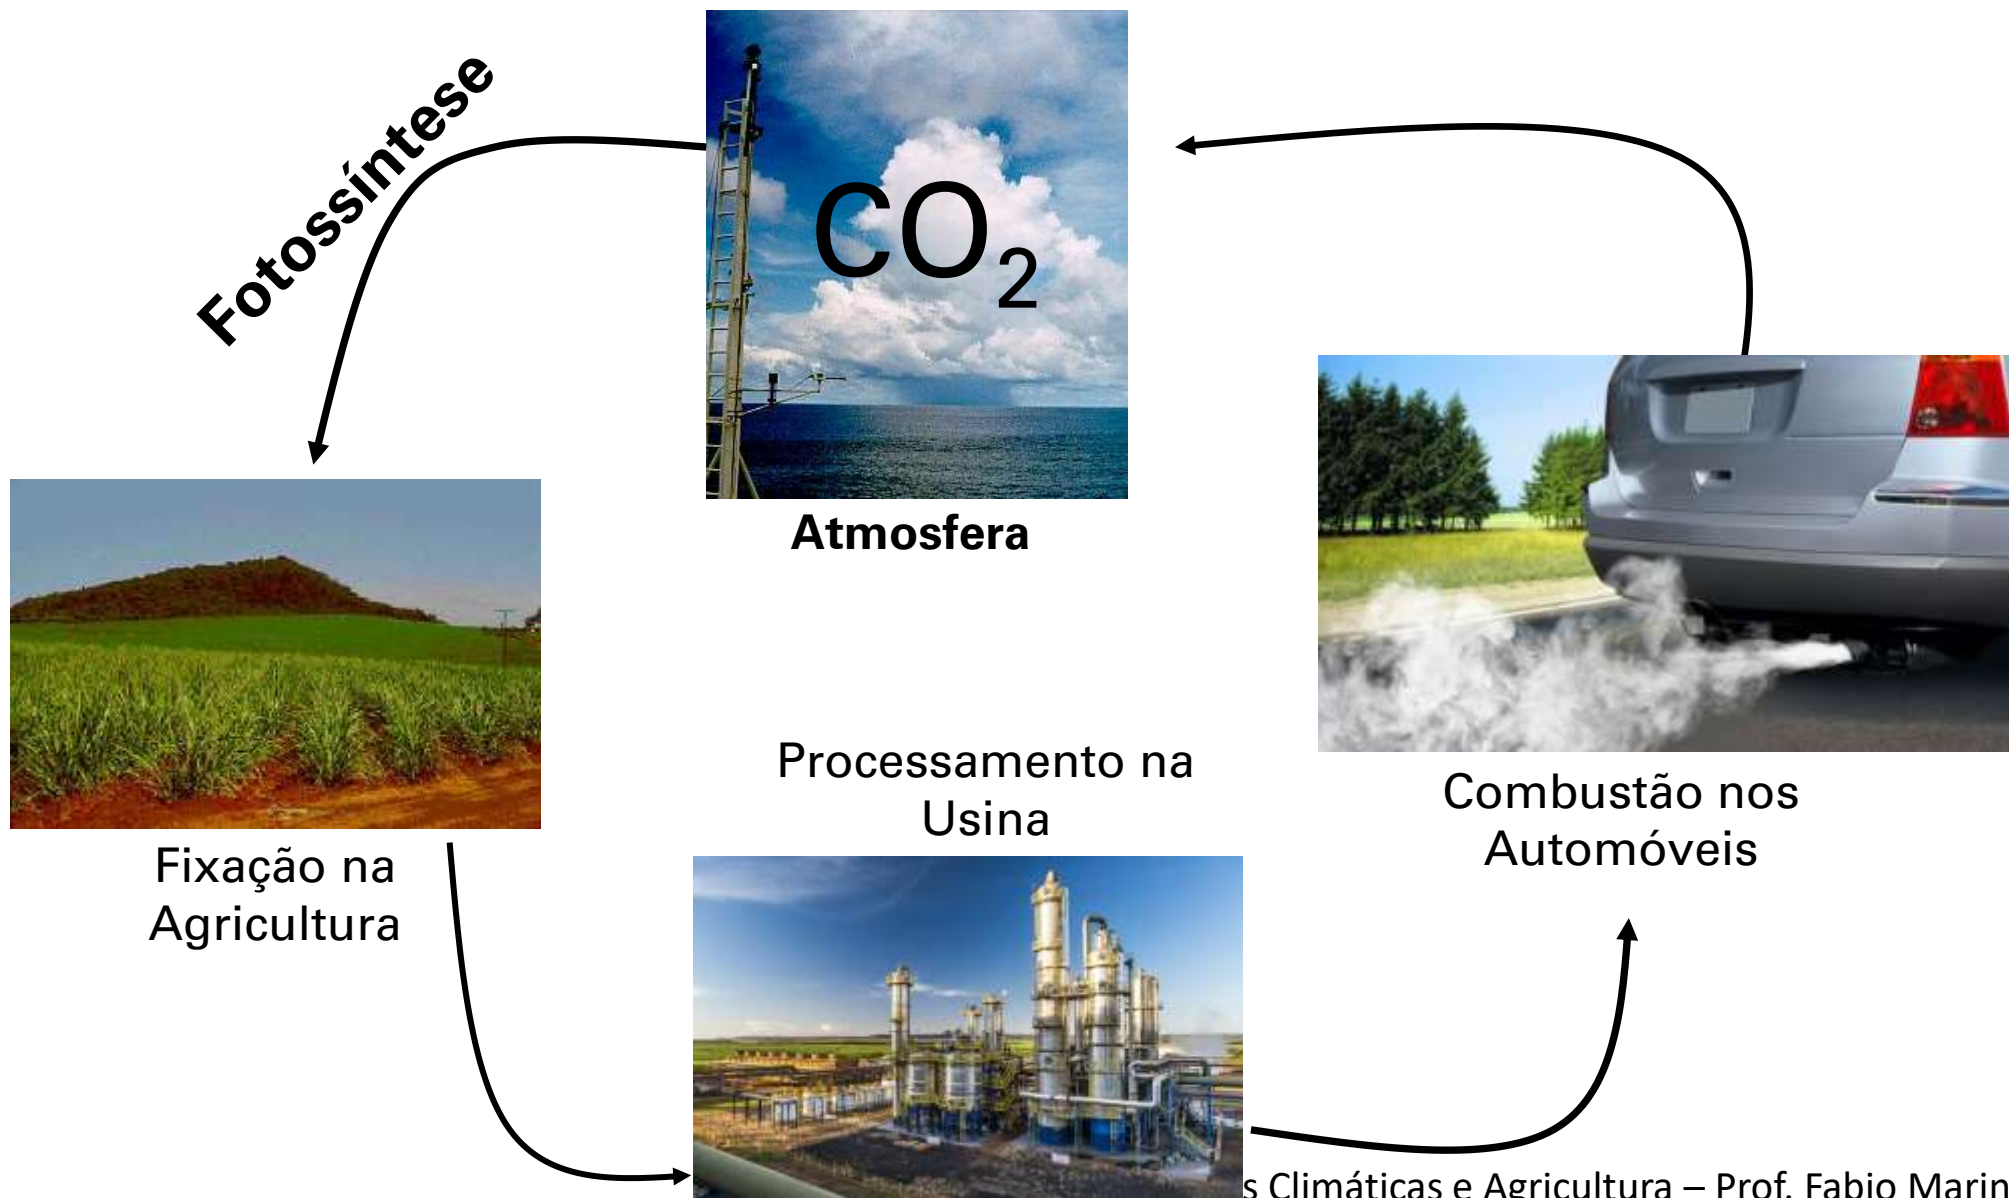 Fotossíntese
CO₂
Atmosfera
Processamento na
Usina
Combustão nos
Automóveis
Fixação na
Agricultura
s Climáticas e Agricultura – Prof. Fabio Marin